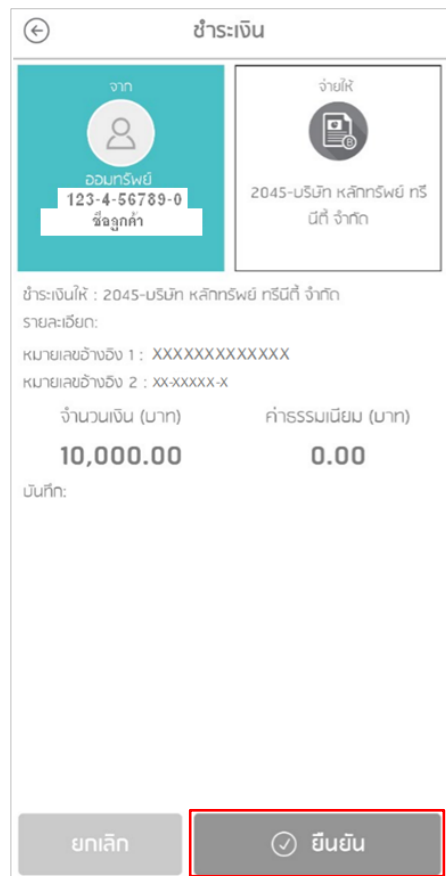 ชำระเงิน
จาก
ออมทรัพย์
123-4-56789-0
ชื่อลูกค้า
จ่ายให้
2045-บริษัท หลักทรัพย์ ทรี
นีตี้ จำกัด
ชำระเงินให้ : 2045-บริษัท หลักทรัพย์ ทรีนีตี้ จำกัด
รายละเอียด:
หมายเลขอ้างอิง 1 : XXXXXXXXXXXXX
หมายเลขอ้างอิง 2 : XX-XXXXX-X
จำนวนเงิน (บาท) ค่าธรรมเนียม (บาท)
10,000.00 0.00
บันทึก:
ยกเลิก ยืนยัน